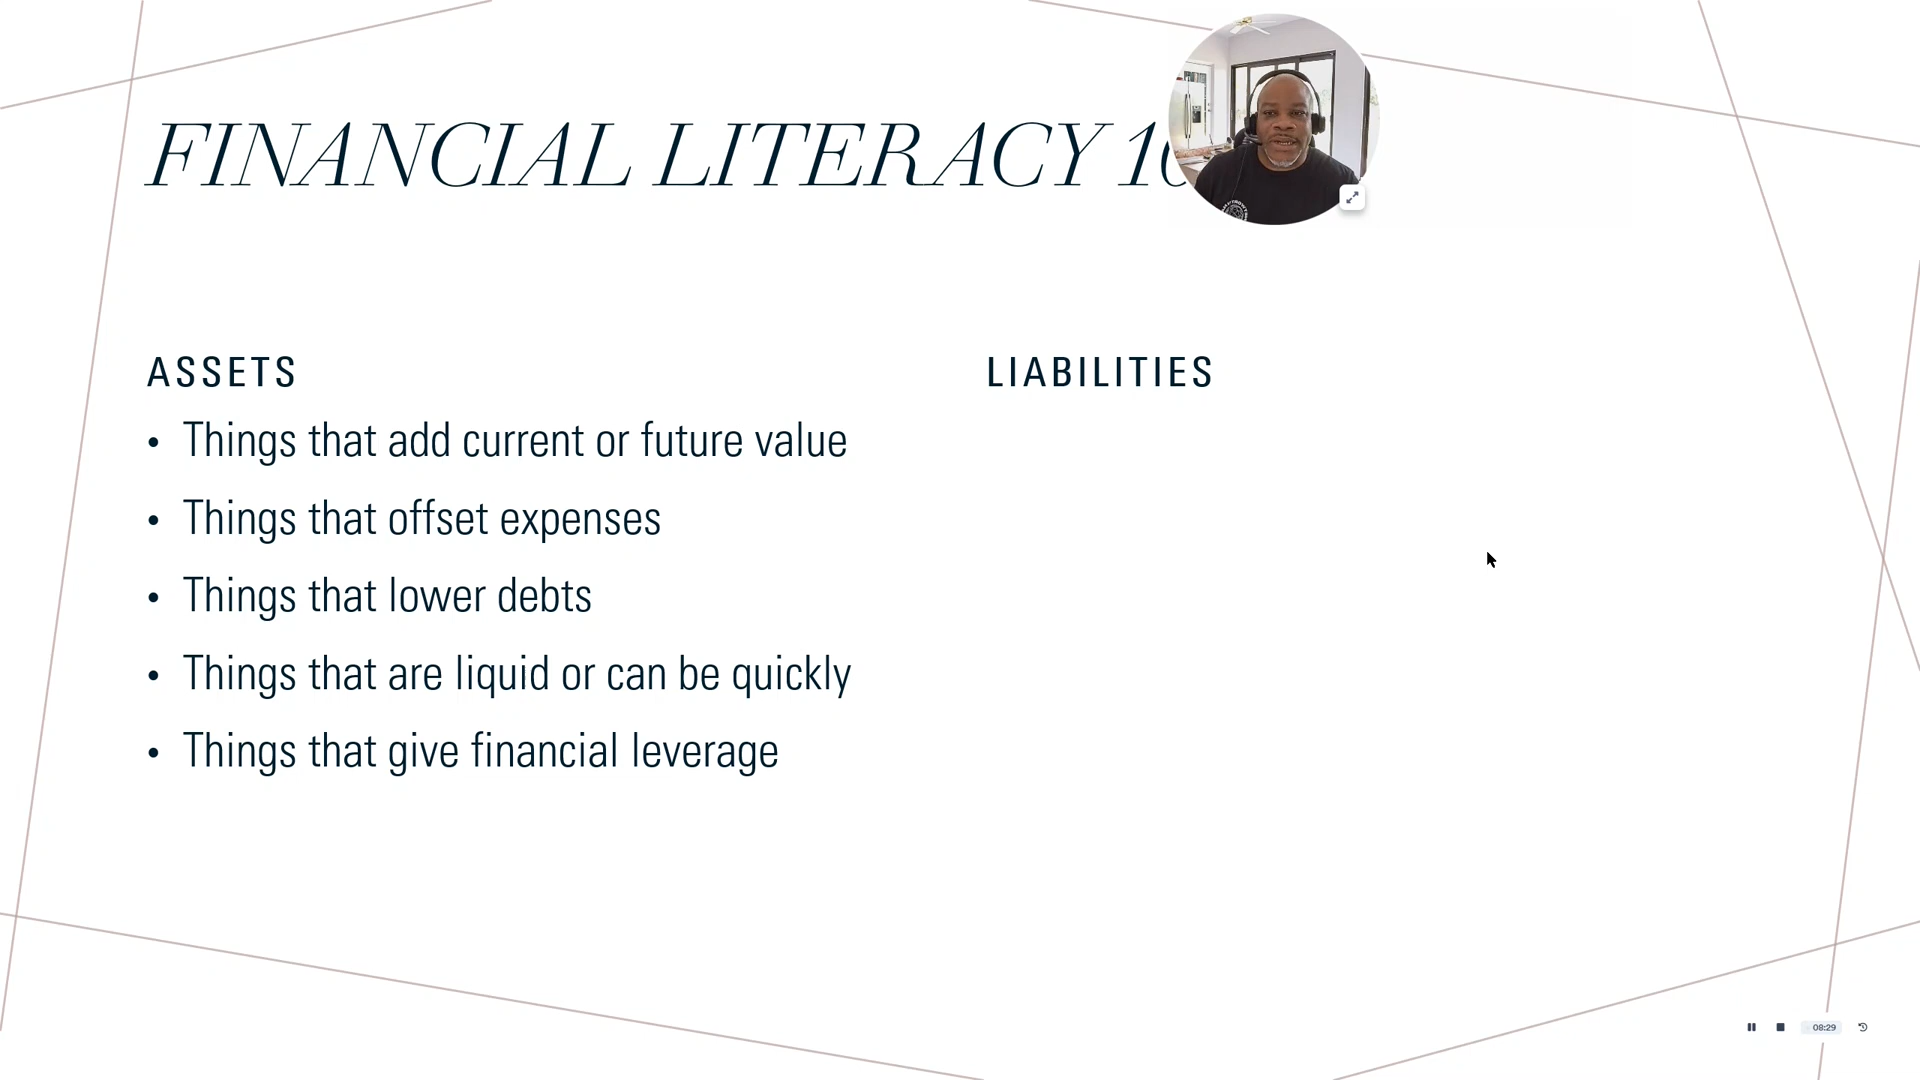 FINANCIAL LITERACY 10
ASSETS
• Things that add current or future value
• Things that offset expenses
• Things that lower debts
• Things that are liquid or can be quickly
• Things that give financial leverage
LIABILITIES
08:29